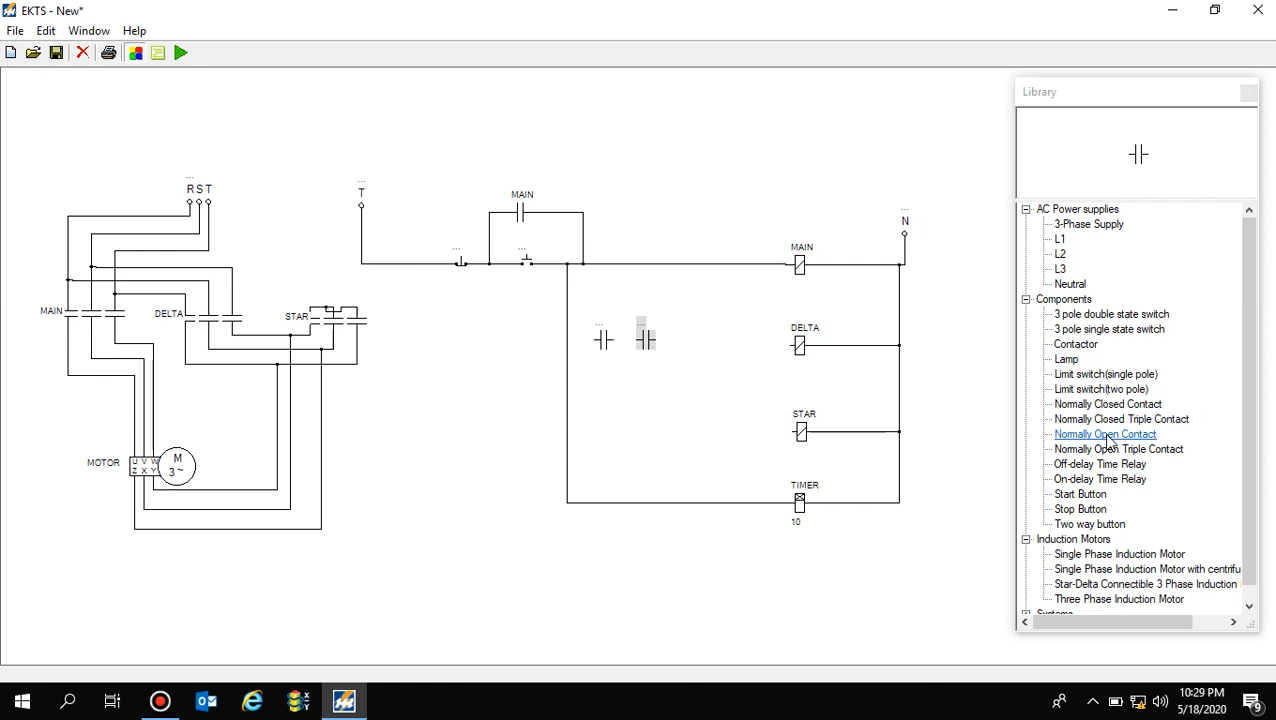 EKTS - New*
File Edit Window Help
Library
AC Power supplies
3-Phase Supply
L1
L2
L3
Neutral
Components
3 pole double state switch
3 pole single state switch
Contactor
Lamp
Limit switch(single pole)
Limit switch(two pole)
Normally Closed Contact
Normally Closed Triple Contact
Normally Open Contact
Normally Open Triple Contact
Off-delay Time Relay
On-delay Time Relay
Start Button
Stop Button
Two way button
Induction Motors
Single Phase Induction Motor
Single Phase Induction Motor with centrifu
Star-Delta Connectible 3 Phase Induction
Three Phase Induction Motor
Systems
...
R S T
...
T
MAIN
...
N
...
...
MAIN
MAIN
DELTA
STAR
...
...
DELTA
STAR
MOTOR
U V W
Z X Y
M
3 ~
TIMER
10
10:29 PM
5/18/2020
9